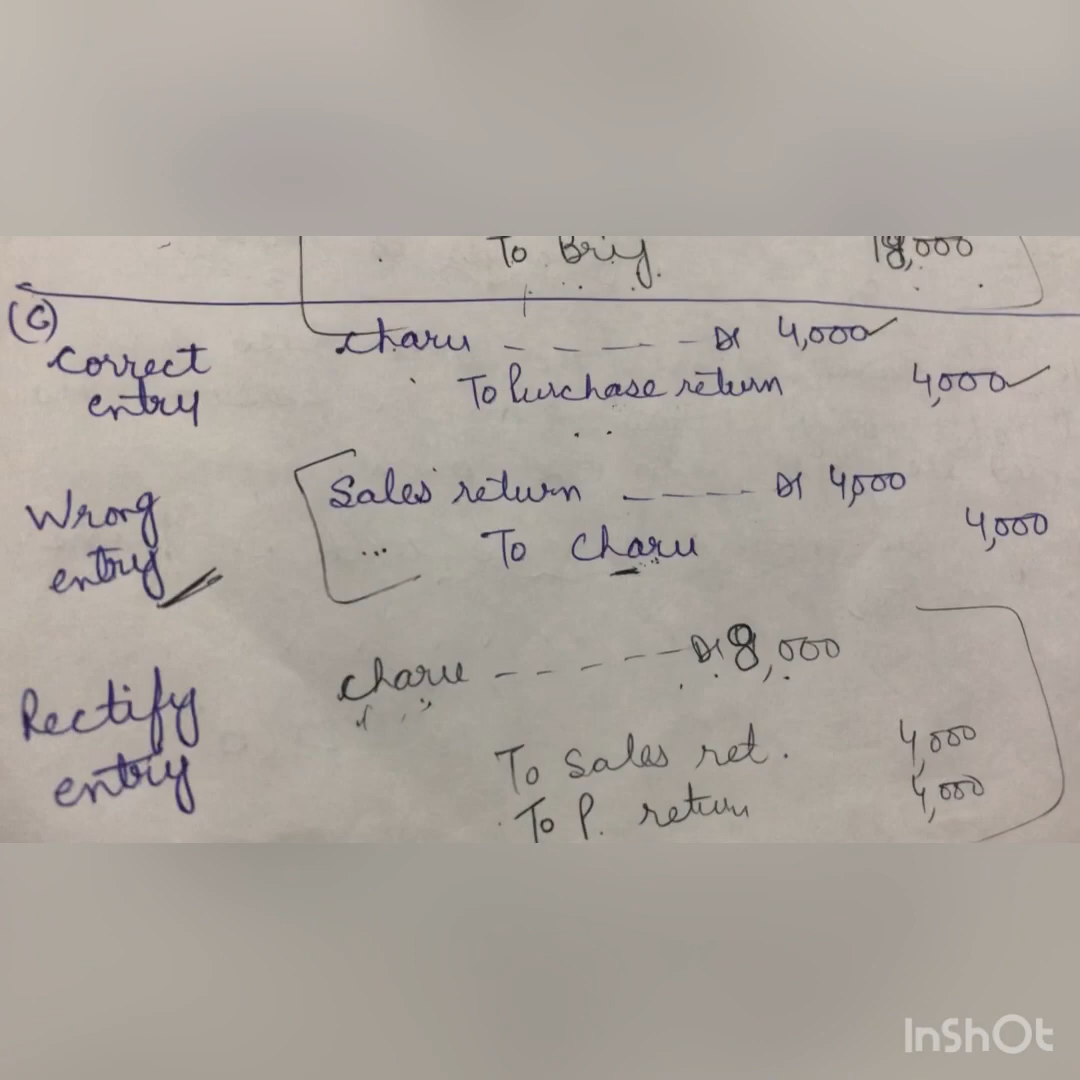 To Brij. 18,000
(C)
Correct entry charu - - - - - Dr 4,000
To Purchase return 4,000
Wrong entry Sales return - - - - Dr 4,000
... To Charu 4,000
Rectify entry charu - - - - - - Dr 8,000
To Sales ret. 4,000
To P. return 4,000
InShOt